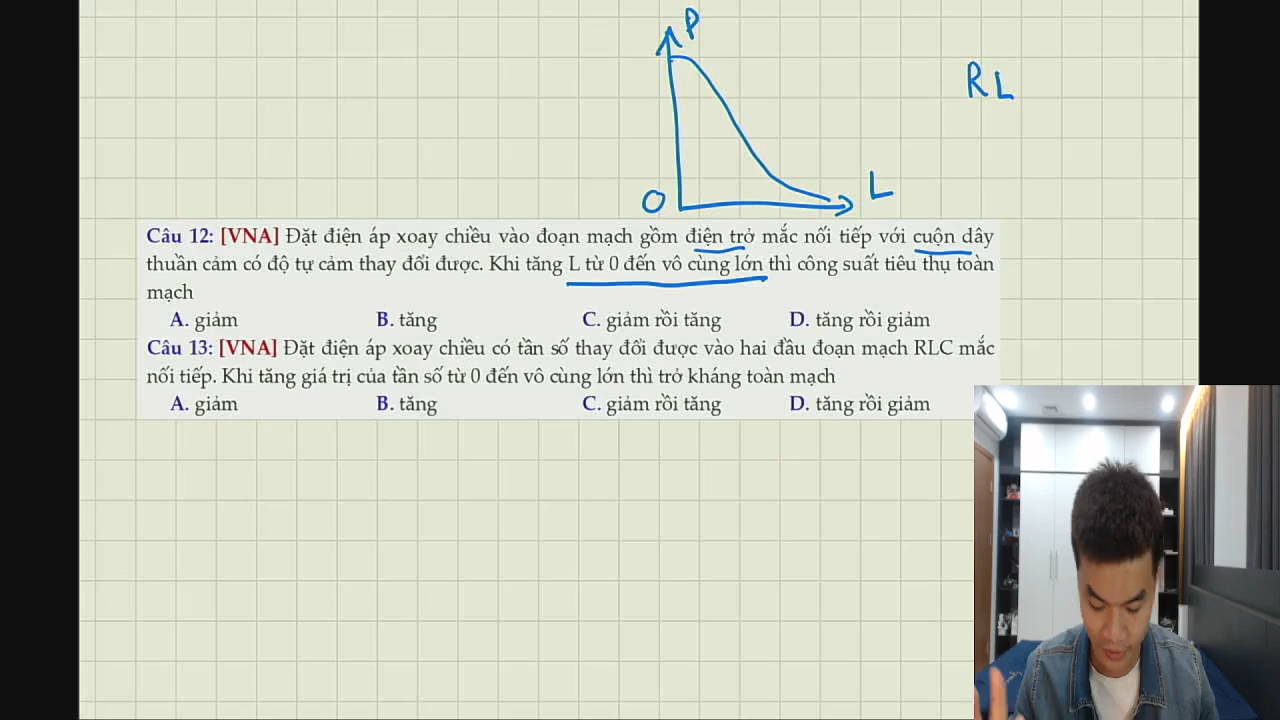 P
R L
O
L
Câu 12: [VNA] Đặt điện áp xoay chiều vào đoạn mạch gồm điện trở mắc nối tiếp với cuộn dây
thuần cảm có độ tự cảm thay đổi được. Khi tăng L từ 0 đến vô cùng lớn thì công suất tiêu thụ toàn
mạch
A. giảm B. tăng C. giảm rồi tăng D. tăng rồi giảm
Câu 13: [VNA] Đặt điện áp xoay chiều có tần số thay đổi được vào hai đầu đoạn mạch RLC mắc
nối tiếp. Khi tăng giá trị của tần số từ 0 đến vô cùng lớn thì trở kháng toàn mạch
A. giảm B. tăng C. giảm rồi tăng D. tăng rồi giảm